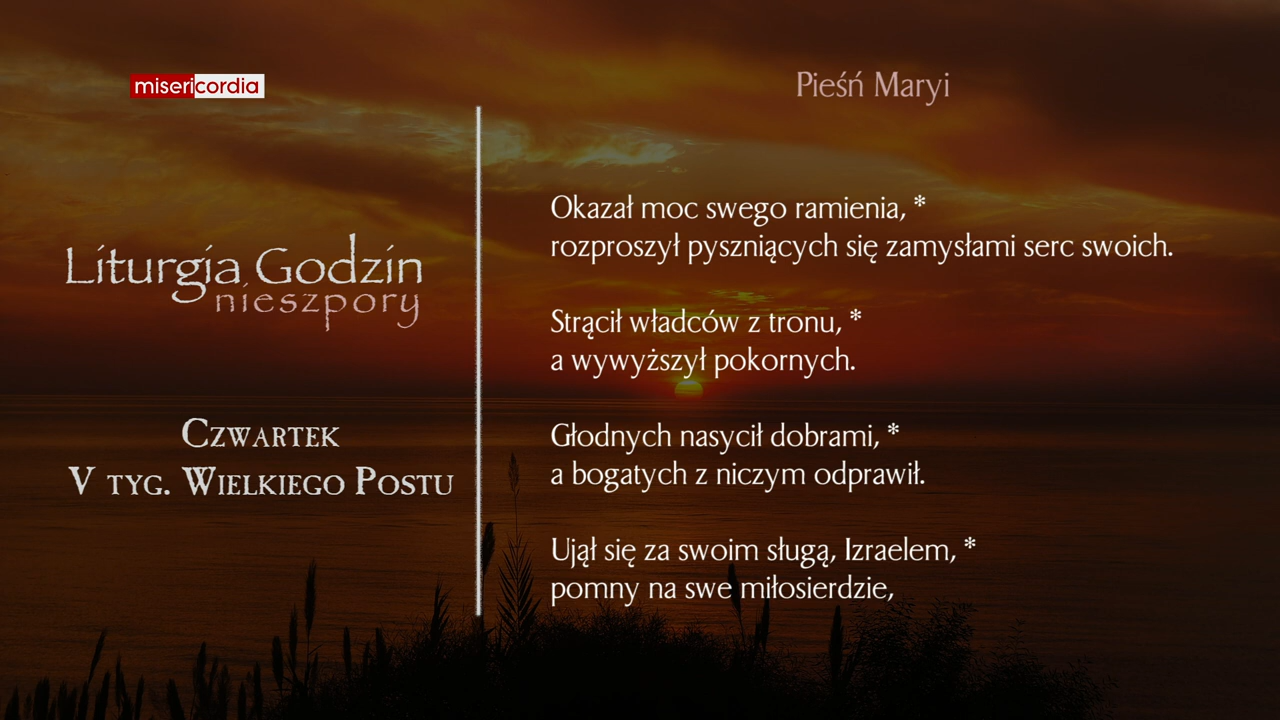 misericordia
Liturgia Godzin
nieszpory
Czwartek
V tyg. Wielkiego Postu
Pieśń Maryi
Okazał moc swego ramienia, *
rozproszył pyszniących się zamysłami serc swoich.
Strącił władców z tronu, *
a wywyższył pokornych.
Głodnych nasycił dobrami, *
a bogatych z niczym odprawił.
Ujął się za swoim sługą, Izraelem, *
pomny na swe miłosierdzie,